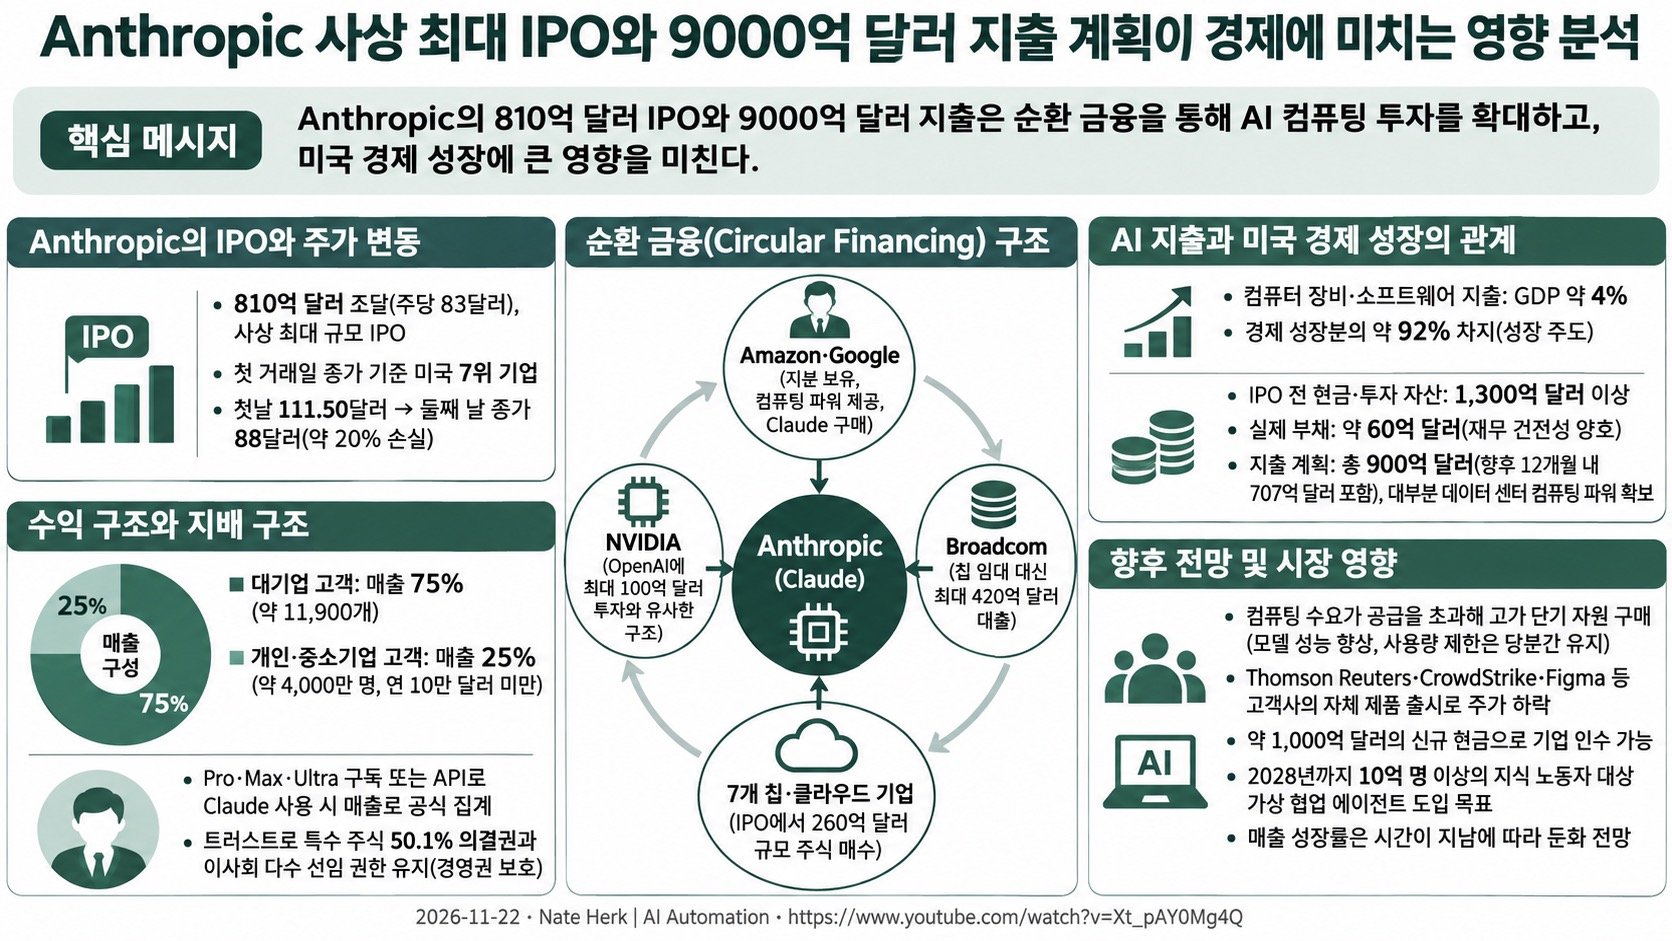 Anthropic 사상 최대 IPO와 9000억 달러 지출 계획이 경제에 미치는 영향 분석
핵심 메시지
Anthropic의 810억 달러 IPO와 9000억 달러 지출은 순환 금융을 통해 AI 컴퓨팅 투자를 확대하고,
미국 경제 성장에 큰 영향을 미친다.
Anthropic의 IPO와 주가 변동
IPO
• 810억 달러 조달(주당 83달러),
사상 최대 규모 IPO
• 첫 거래일 종가 기준 미국 7위 기업
• 첫날 111.50달러 → 둘째 날 종가
88달러(약 20% 손실)
수익 구조와 지배 구조
25%
매출
구성
75%
대기업 고객: 매출 75%
(약 11,900개)
개인·중소기업 고객: 매출 25%
(약 4,000만 명, 연 10만 달러 미만)
• Pro·Max·Ultra 구독 또는 API로
Claude 사용 시 매출로 공식 집계
• 트러스트로 특수 주식 50.1% 의결권과
이사회 다수 선임 권한 유지(경영권 보호)
순환 금융(Circular Financing) 구조
Amazon·Google
(지분 보유,
컴퓨팅 파워 제공,
Claude 구매)
NVIDIA
(OpenAI에
최대 100억 달러
투자와 유사한
구조)
Anthropic
(Claude)
Broadcom
(칩 임대 대신
최대 420억 달러
대출)
7개 칩·클라우드 기업
(IPO에서 260억 달러
규모 주식 매수)
AI 지출과 미국 경제 성장의 관계
• 컴퓨터 장비·소프트웨어 지출: GDP 약 4%
• 경제 성장분의 약 92% 차지(성장 주도)
• IPO 전 현금·투자 자산: 1,300억 달러 이상
• 실제 부채: 약 60억 달러(재무 건전성 양호)
• 지출 계획: 총 900억 달러(향후 12개월 내
707억 달러 포함), 대부분 데이터 센터 컴퓨팅 파워 확보
향후 전망 및 시장 영향
• 컴퓨팅 수요가 공급을 초과해 고가 단기 자원 구매
(모델 성능 향상, 사용량 제한은 당분간 유지)
• Thomson Reuters·CrowdStrike·Figma 등
고객사의 자체 제품 출시로 주가 하락
AI
• 약 1,000억 달러의 신규 현금으로 기업 인수 가능
• 2028년까지 10억 명 이상의 지식 노동자 대상
가상 협업 에이전트 도입 목표
• 매출 성장률은 시간이 지남에 따라 둔화 전망
2026-11-22 · Nate Herk | AI Automation · https://www.youtube.com/watch?v=Xt_pAY0Mg4Q